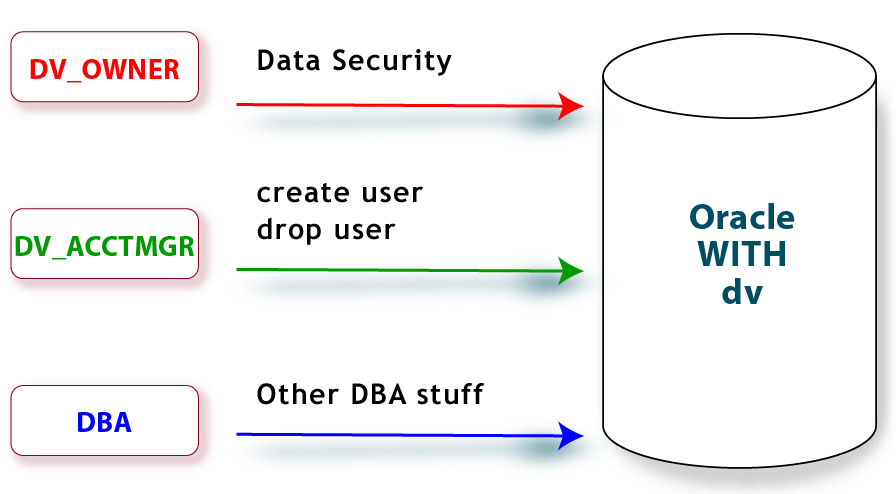 DV_OWNER
Data Security
create user
drop user
DV_ACCTMGR
Oracle
WITH
dv
Other DBA stuff
DBA